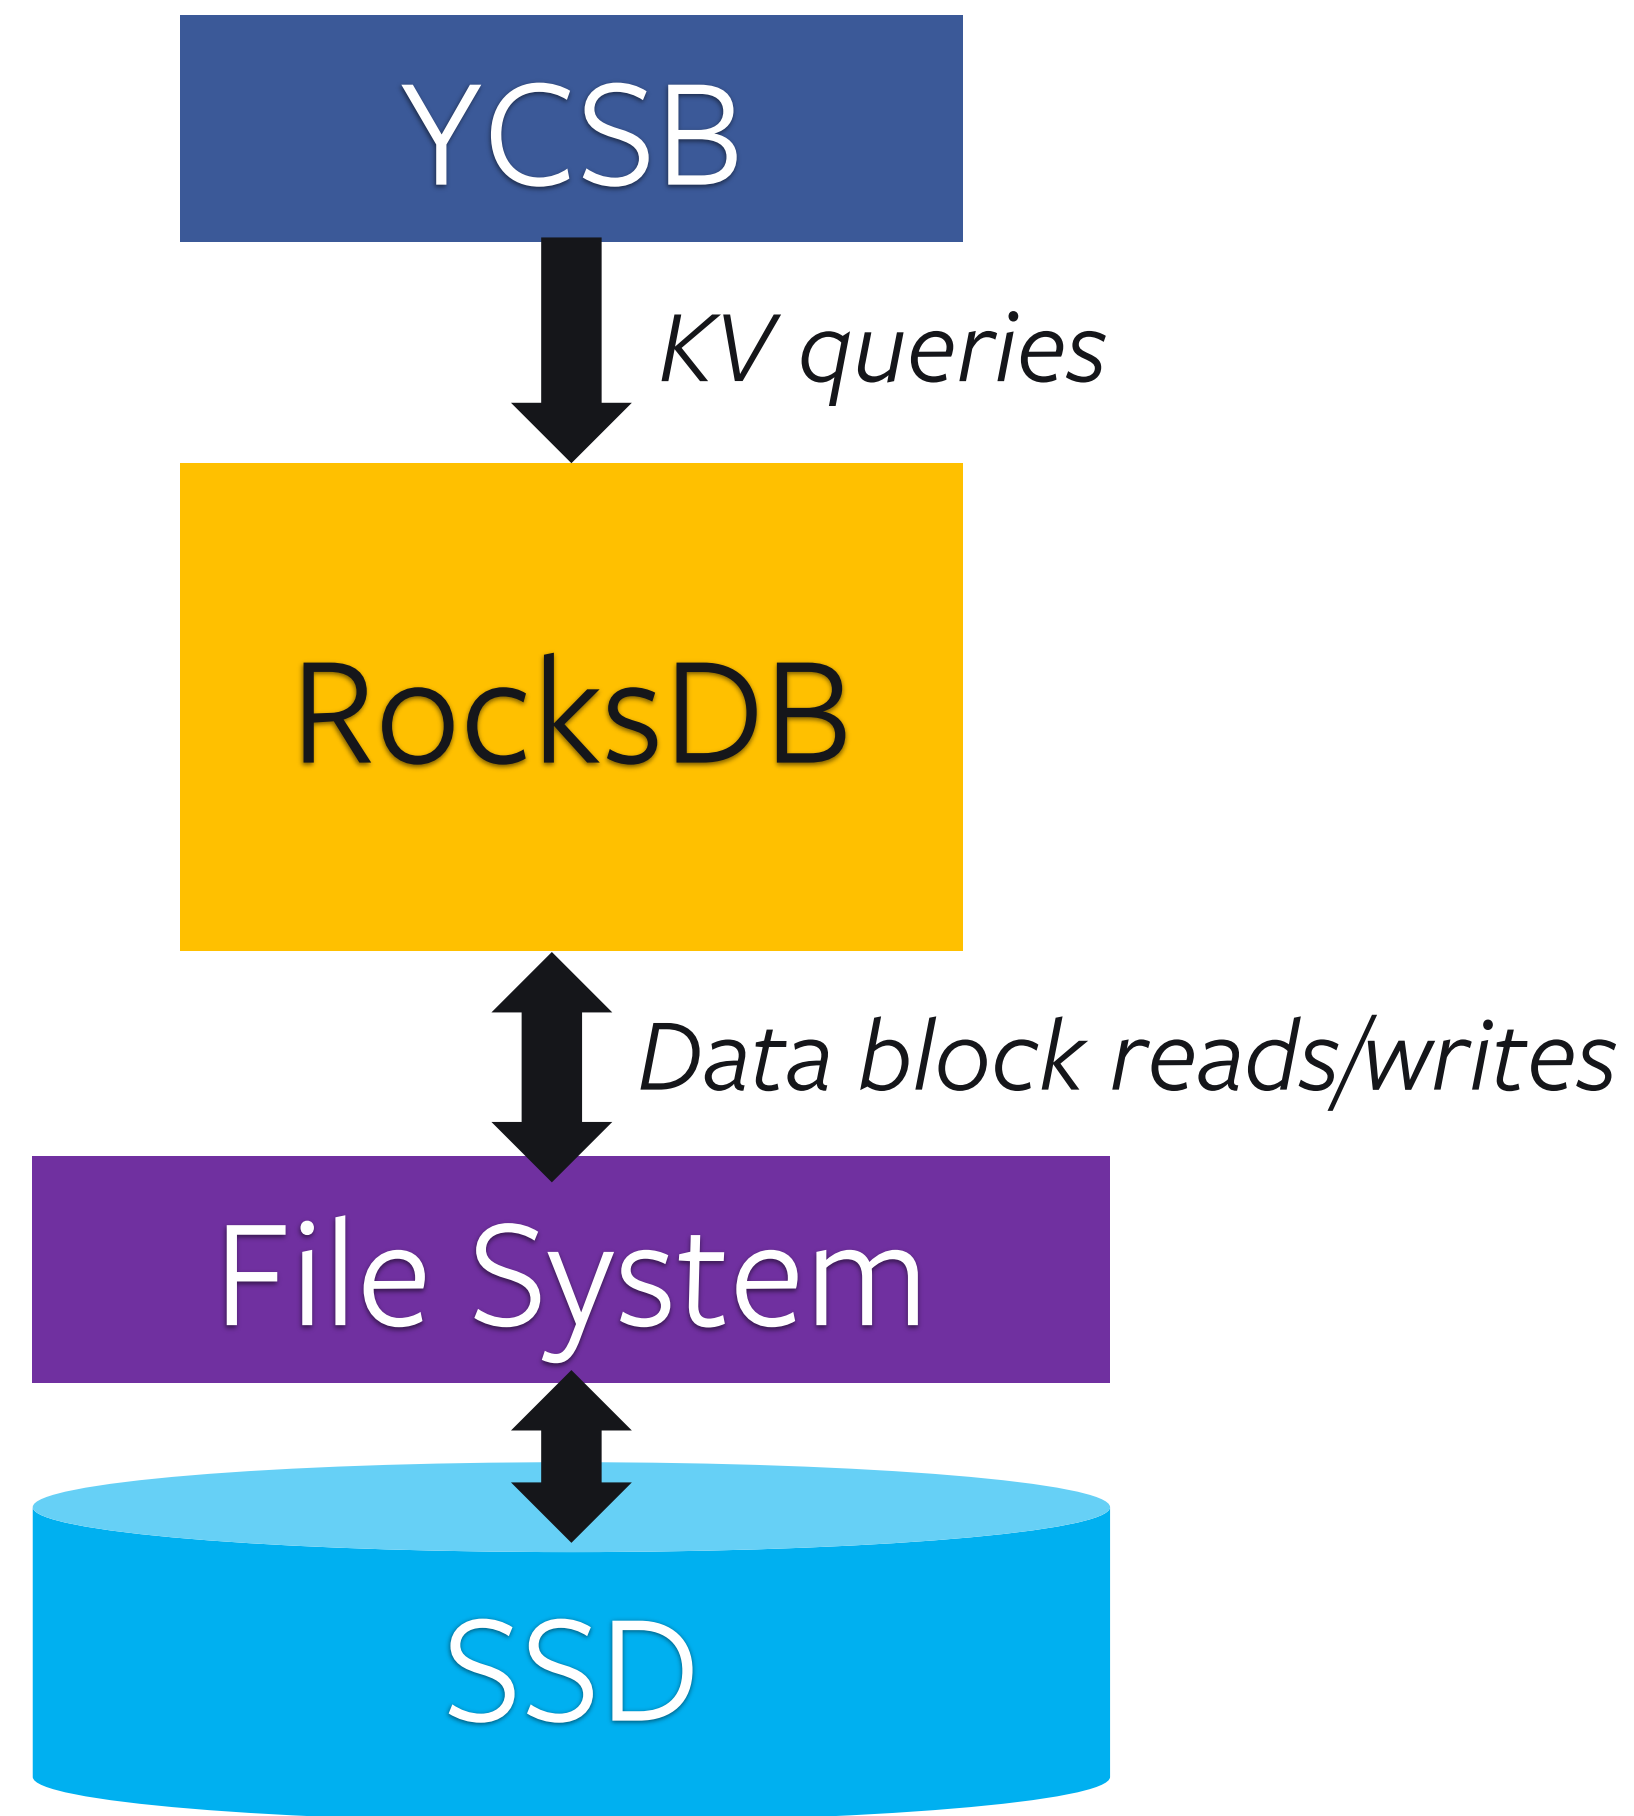 YCSB
KV queries
RocksDB
Data block reads/writes
File System
SSD